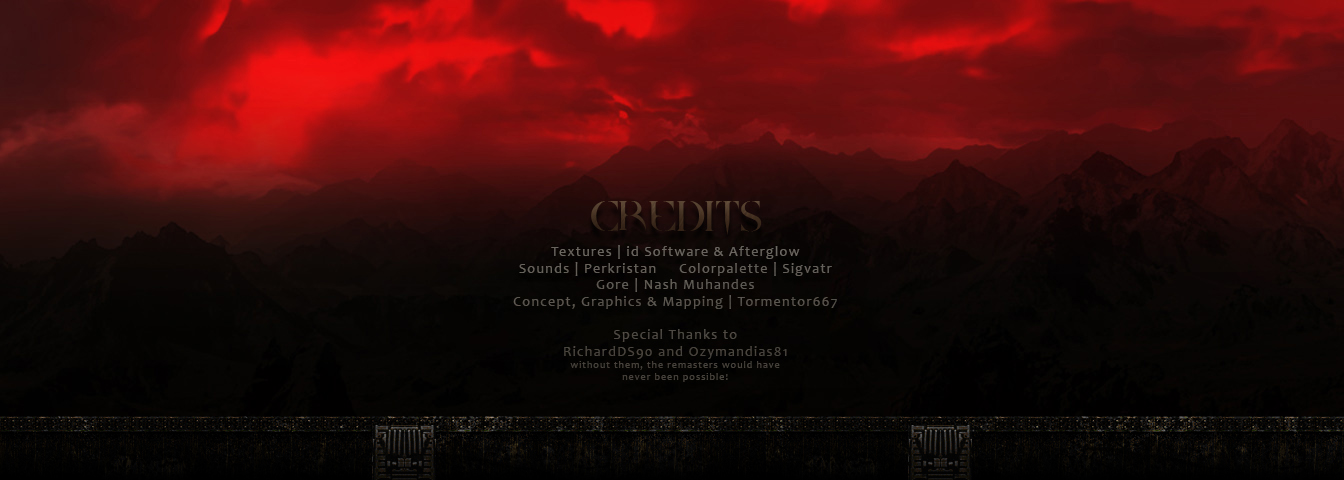 CREDITS
Textures | id Software & Afterglow
Sounds | Perkristan Colorpalette | Sigvatr
Gore | Nash Muhandes
Concept, Graphics & Mapping | Tormentor667
Special Thanks to
RichardDS90 and Ozymandias81
without them, the remasters would have
never been possible!